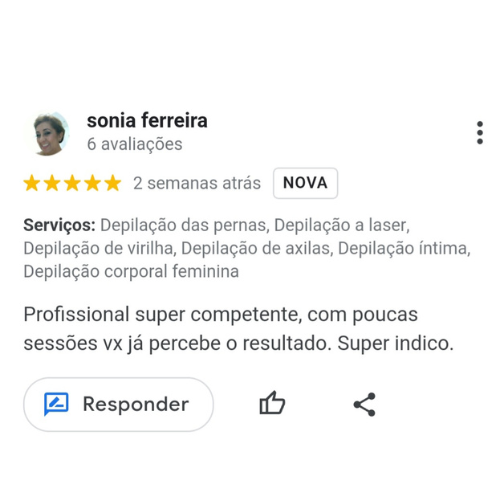 sonia ferreira
6 avaliações
2 semanas atrás NOVA
Serviços: Depilação das pernas, Depilação a laser,
Depilação de virilha, Depilação de axilas, Depilação íntima,
Depilação corporal feminina
Profissional super competente, com poucas
sessões vx já percebe o resultado. Super indico.
Responder